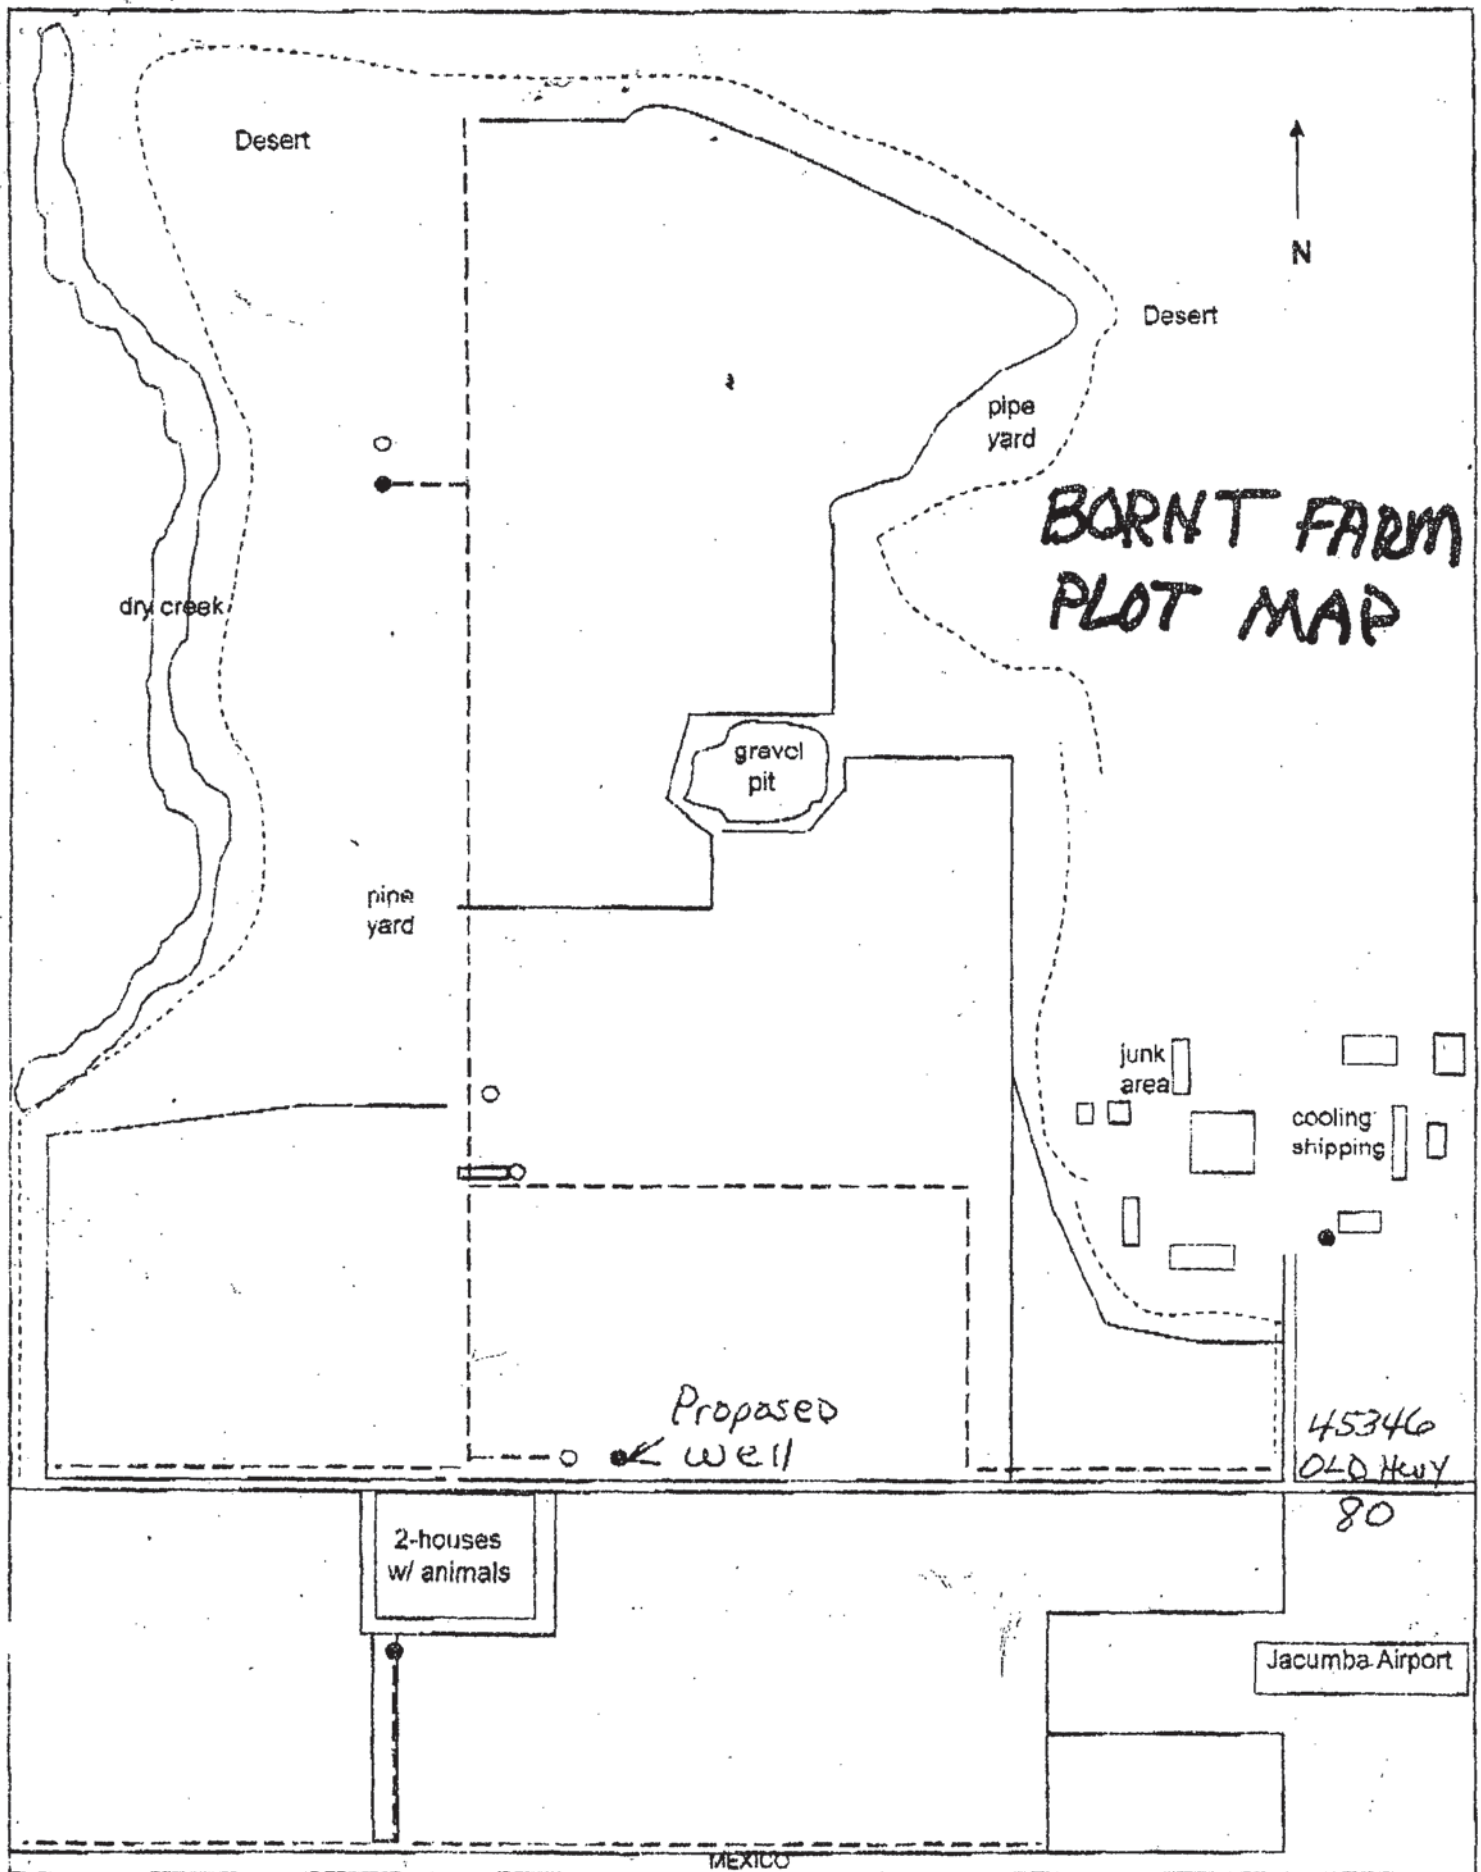 Desert
N
Desert
pipe
yard
BORNT FARM
PLOT MAP
dry creek
gravel
pit
pipe
yard
junk
area
cooling
shipping
Proposed
well
45346
OLD HWY
80
2-houses
w/ animals
Jacumba Airport
MEXICO